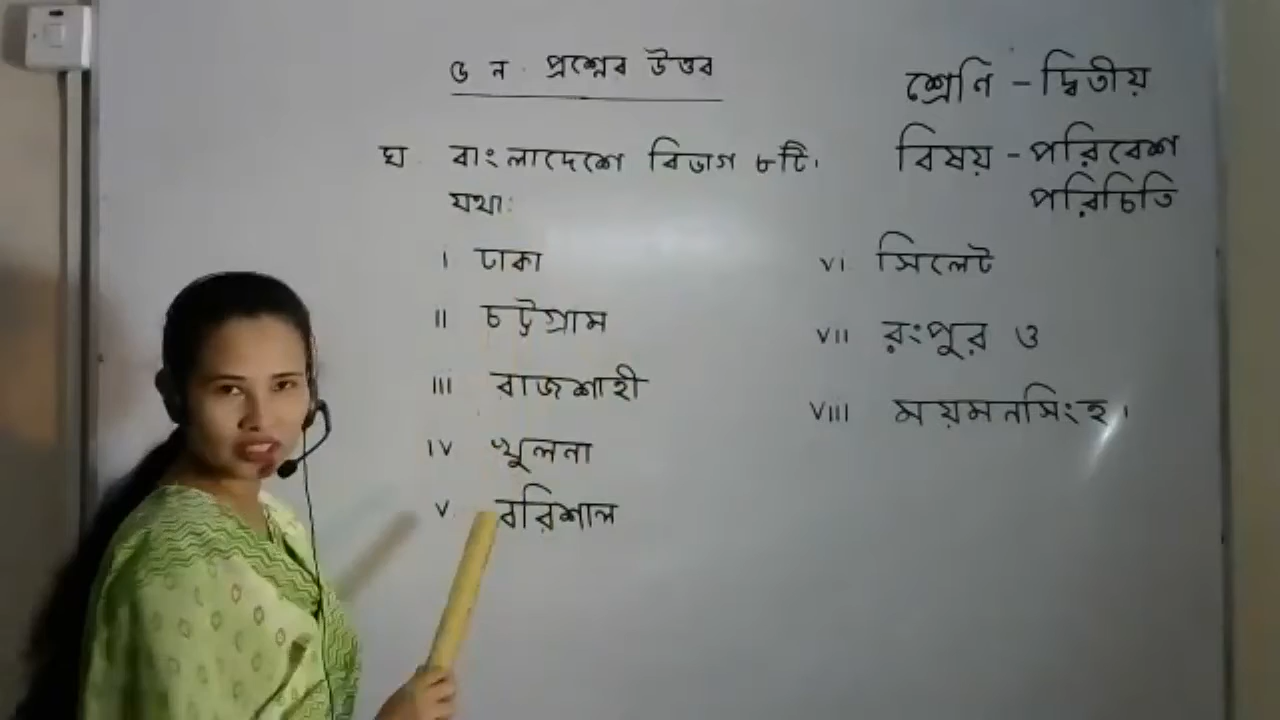 ৬ ন. প্রশ্নের উত্তর
শ্রেনি - দ্বিতীয়
বিষয় - পরিবেশ
পরিচিতি
ঘ বাংলাদেশে বিভাগ ৮টি।
যথা:
i ঢাকা
ii চট্টগ্রাম
iii রাজশাহী
iv খুলনা
v. বরিশাল
vi সিলেট
vii রংপুর ও
viii ময়মনসিংহ।